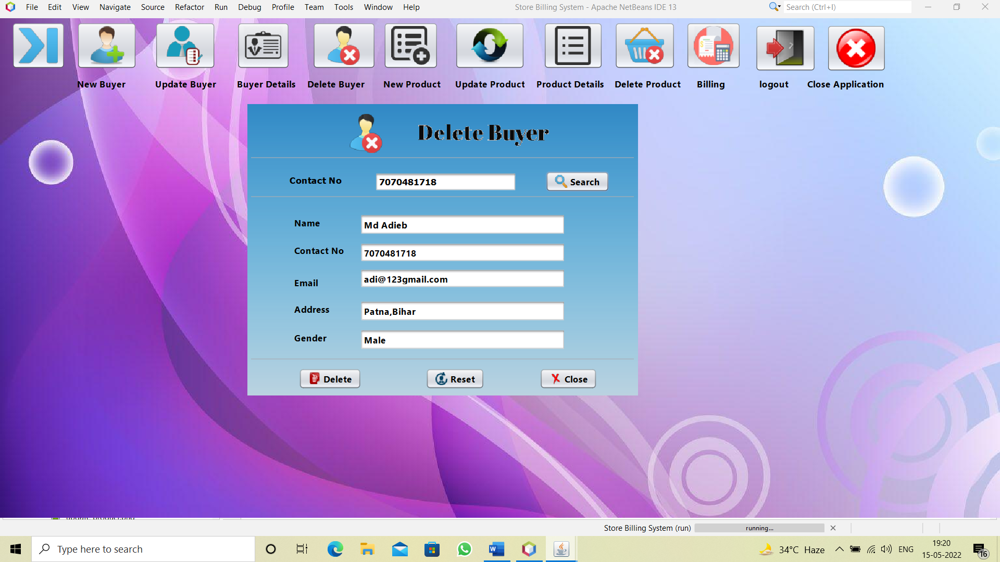 File Edit View Navigate Source Refactor Run Debug Profile Team Tools Window Help Store Billing System - Apache NetBeans IDE 13 Search (Ctrl+I)
New Buyer Update Buyer Buyer Details Delete Buyer New Product Update Product Product Details Delete Product Billing logout Close Application
Delete Buyer
Contact No 7070481718 Search
Name Md Adieb
Contact No 7070481718
Email adi@123gmail.com
Address Patna,Bihar
Gender Male
Delete Reset Close
Store Billing System (run) running...
Type here to search 34°C Haze ENG 19:20
15-05-2022 16